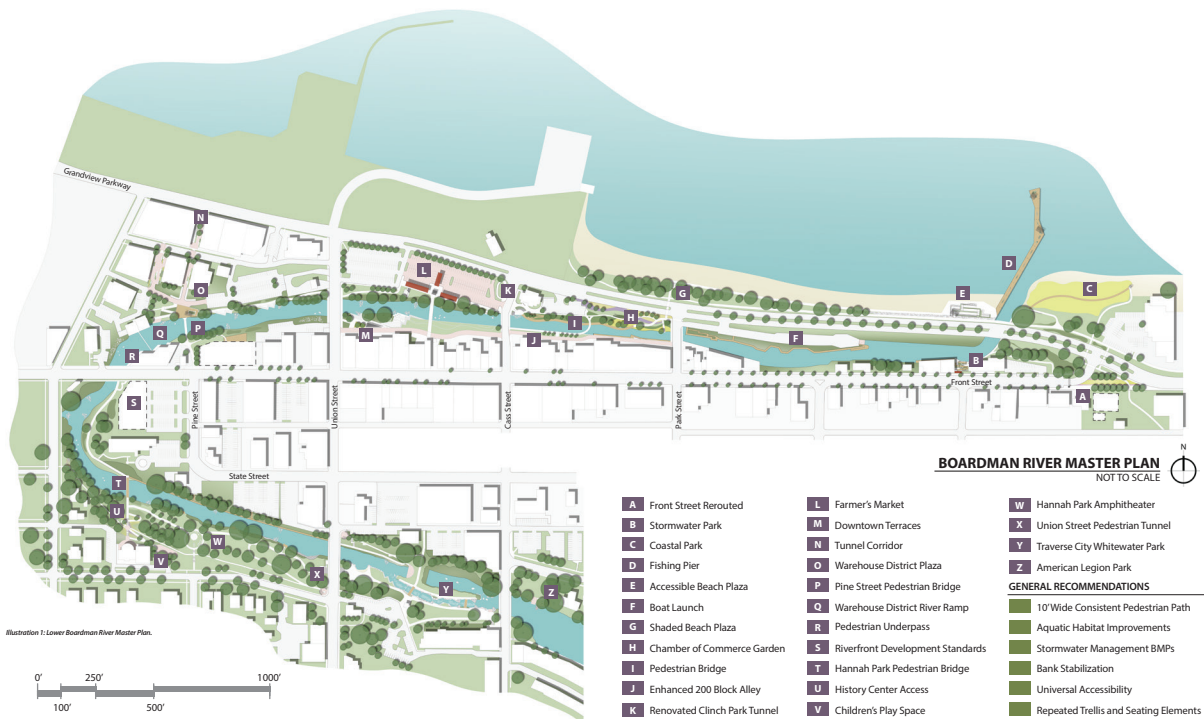 Grandview Parkway
N
L
O
K
G
D
E
C
H
I
P
Q
M
J
F
R
B
Front Street
A
S
Pine Street
Union Street
Cass Street
Park Street
State Street
T
U
W
V
X
Y
Z
N
BOARDMAN RIVER MASTER PLAN
NOT TO SCALE
A Front Street Rerouted
B Stormwater Park
C Coastal Park
D Fishing Pier
E Accessible Beach Plaza
F Boat Launch
G Shaded Beach Plaza
H Chamber of Commerce Garden
I Pedestrian Bridge
J Enhanced 200 Block Alley
K Renovated Clinch Park Tunnel
L Farmer's Market
M Downtown Terraces
N Tunnel Corridor
O Warehouse District Plaza
P Pine Street Pedestrian Bridge
Q Warehouse District River Ramp
R Pedestrian Underpass
S Riverfront Development Standards
T Hannah Park Pedestrian Bridge
U History Center Access
V Children's Play Space
W Hannah Park Amphitheater
X Union Street Pedestrian Tunnel
Y Traverse City Whitewater Park
Z American Legion Park
GENERAL RECOMMENDATIONS
10' Wide Consistent Pedestrian Path
Aquatic Habitat Improvements
Stormwater Management BMPs
Bank Stabilization
Universal Accessibility
Repeated Trellis and Seating Elements
Illustration 1: Lower Boardman River Master Plan.
0' 250' 1000'
100' 500'